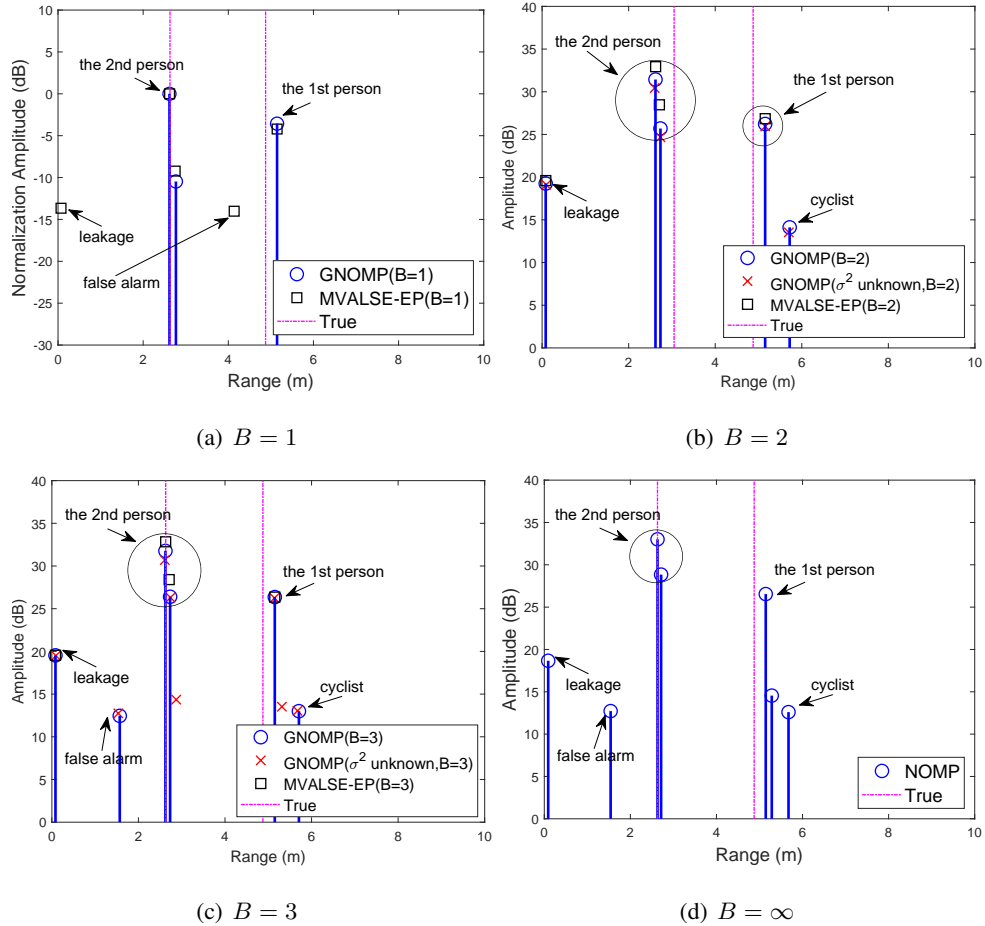 10
5
0
-5
-10
-15
-20
-25
-30
Normalization Amplitude (dB)
the 2nd person
the 1st person
leakage
false alarm
GNOMP(B=1)
MVALSE-EP(B=1)
True
0 2 4 6 8 10
Range (m)
(a) B = 1
40
35
30
25
20
15
10
5
0
Amplitude (dB)
the 2nd person
the 1st person
leakage
cyclist
GNOMP(B=2)
GNOMP(σ² unknown,B=2)
MVALSE-EP(B=2)
True
0 2 4 6 8 10
Range (m)
(b) B = 2
40
35
30
25
20
15
10
5
0
Amplitude (dB)
the 2nd person
the 1st person
leakage
cyclist
false alarm
GNOMP(B=3)
GNOMP(σ² unknown,B=3)
MVALSE-EP(B=3)
True
0 2 4 6 8 10
Range (m)
(c) B = 3
40
35
30
25
20
15
10
5
0
Amplitude (dB)
the 2nd person
the 1st person
leakage
cyclist
false alarm
NOMP
True
0 2 4 6 8 10
Range (m)
(d) B = ∞